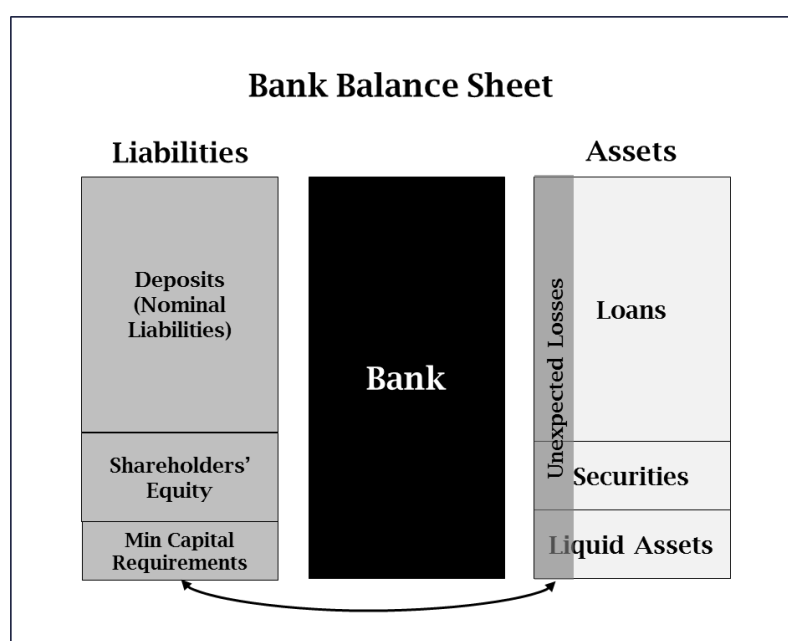 Bank Balance Sheet
Liabilities
Assets
Deposits
(Nominal
Liabilities)
Shareholders’
Equity
Min Capital
Requirements
Bank
Unexpected Losses
Loans
Securities
Liquid Assets